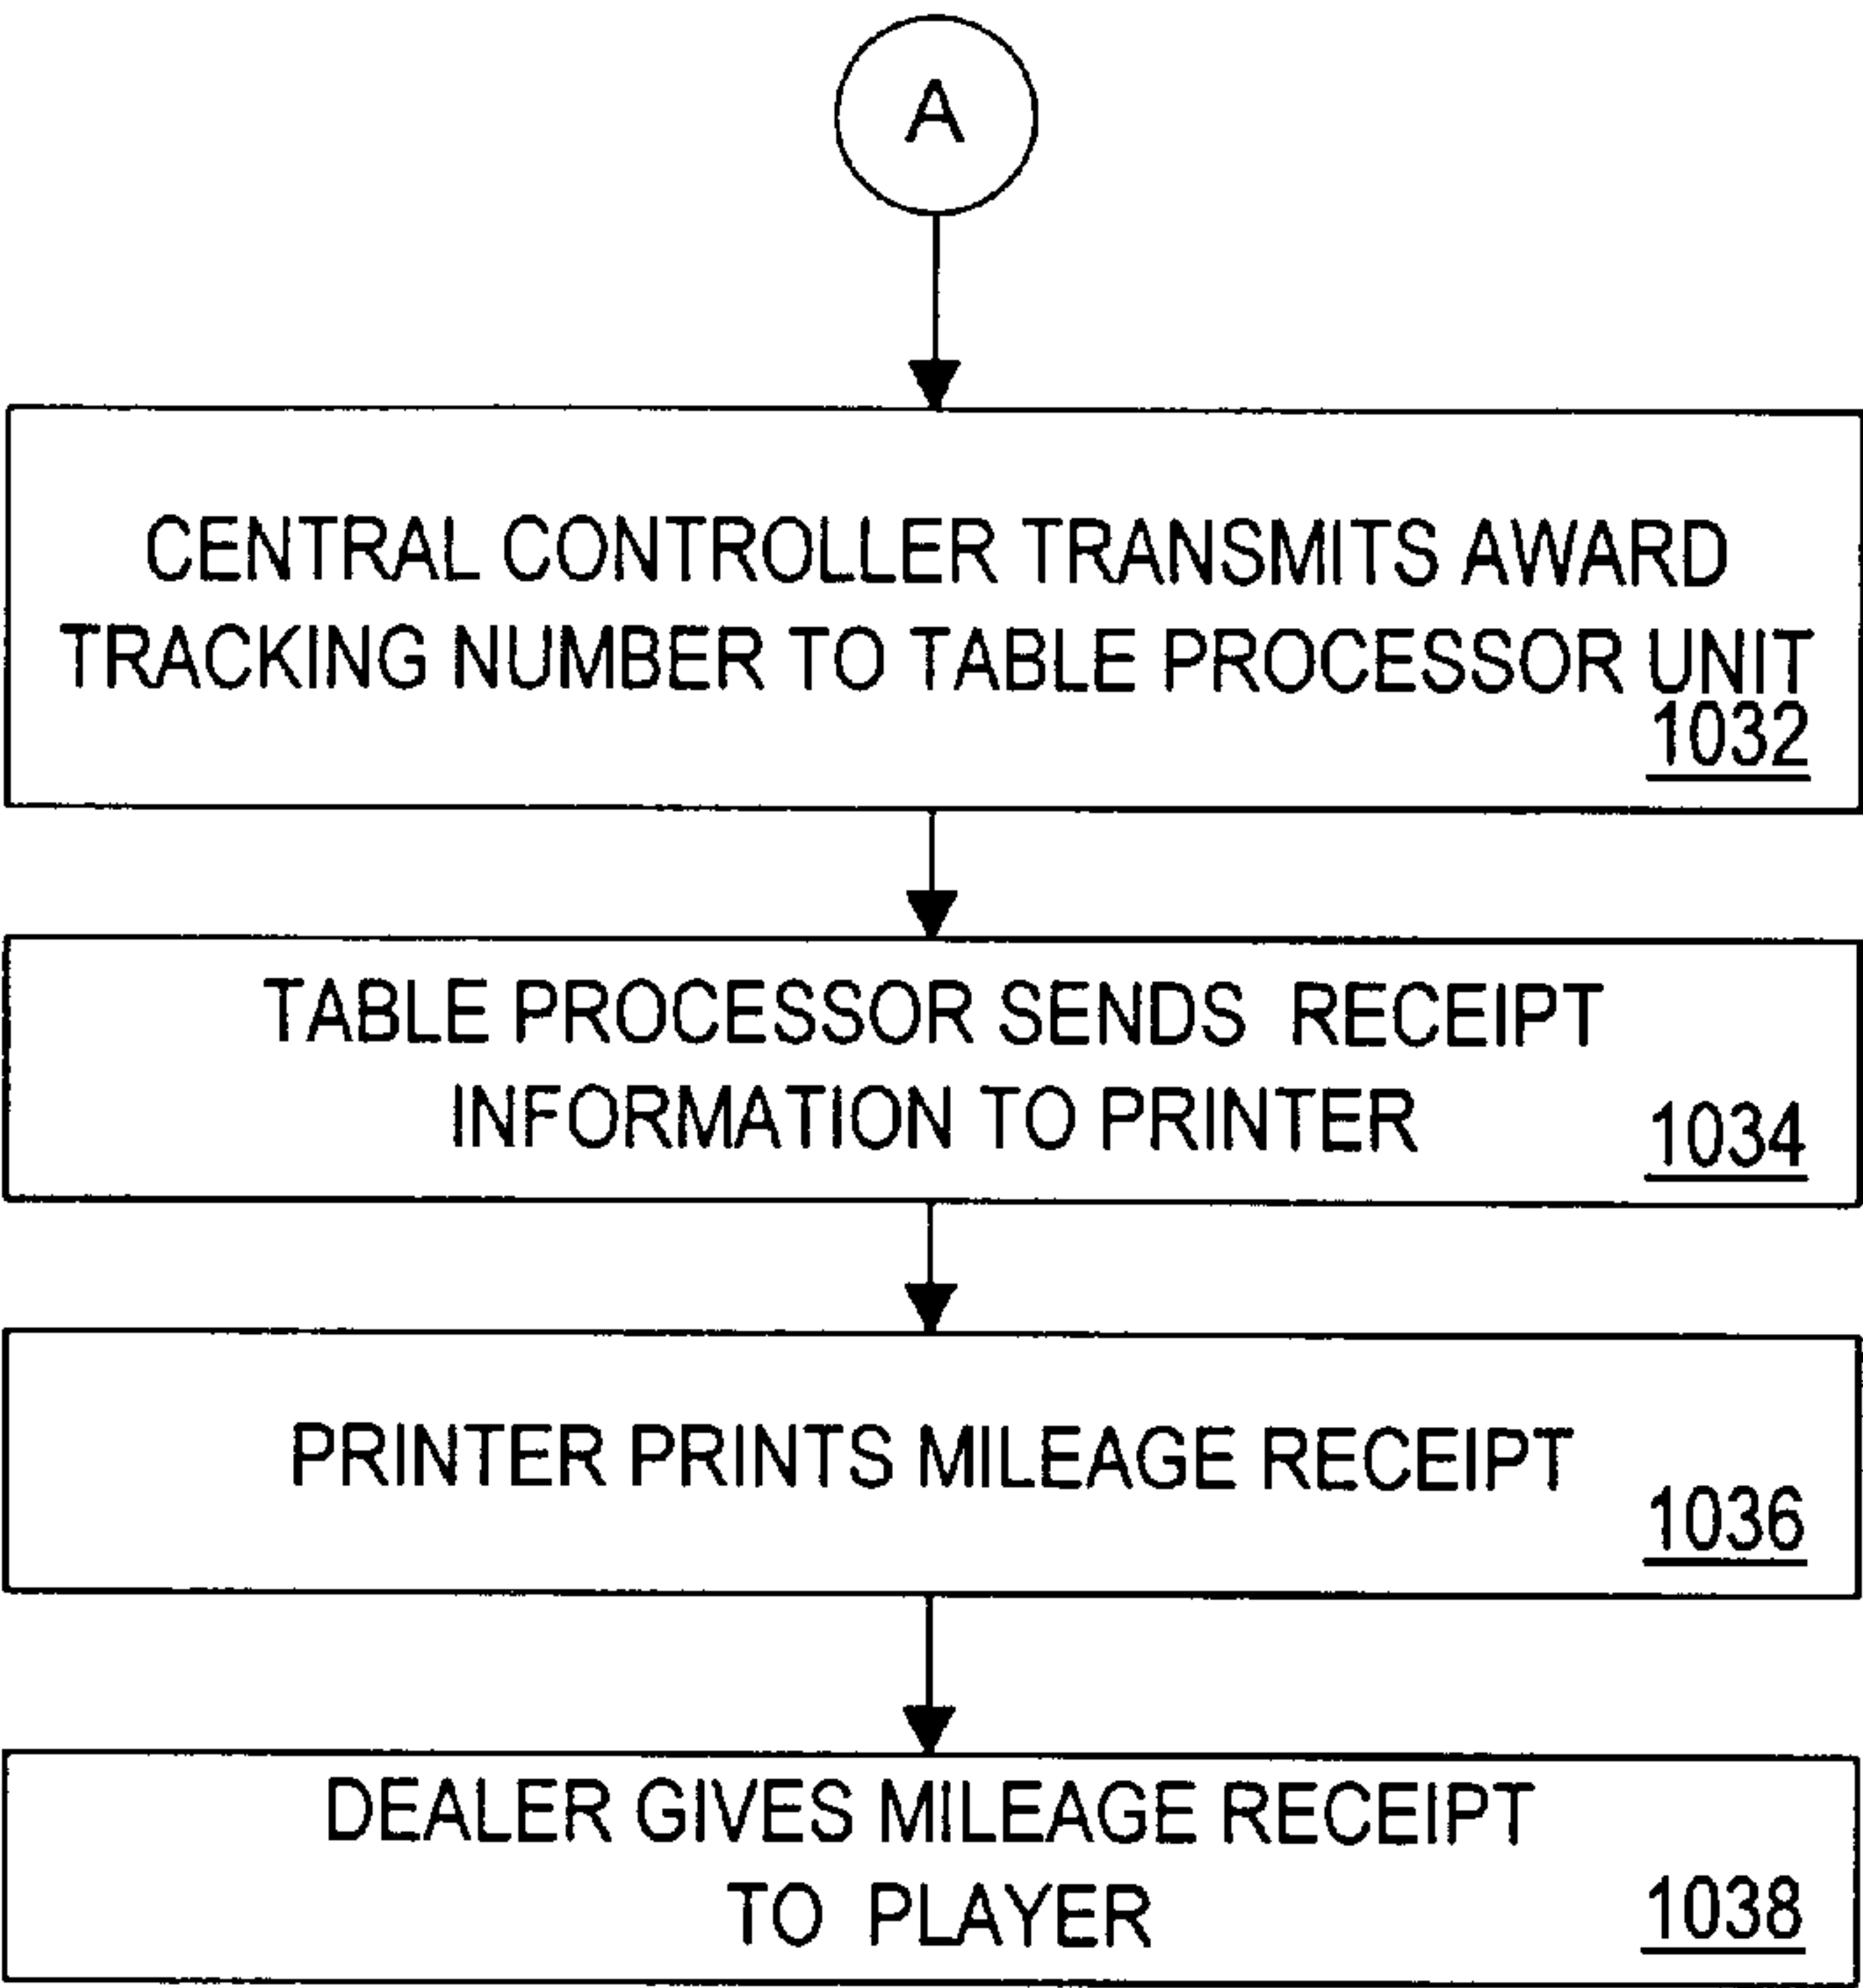 A
CENTRAL CONTROLLER TRANSMITS AWARD
TRACKING NUMBER TO TABLE PROCESSOR UNIT
1032
TABLE PROCESSOR SENDS RECEIPT
INFORMATION TO PRINTER
1034
PRINTER PRINTS MILEAGE RECEIPT
1036
DEALER GIVES MILEAGE RECEIPT
TO PLAYER
1038